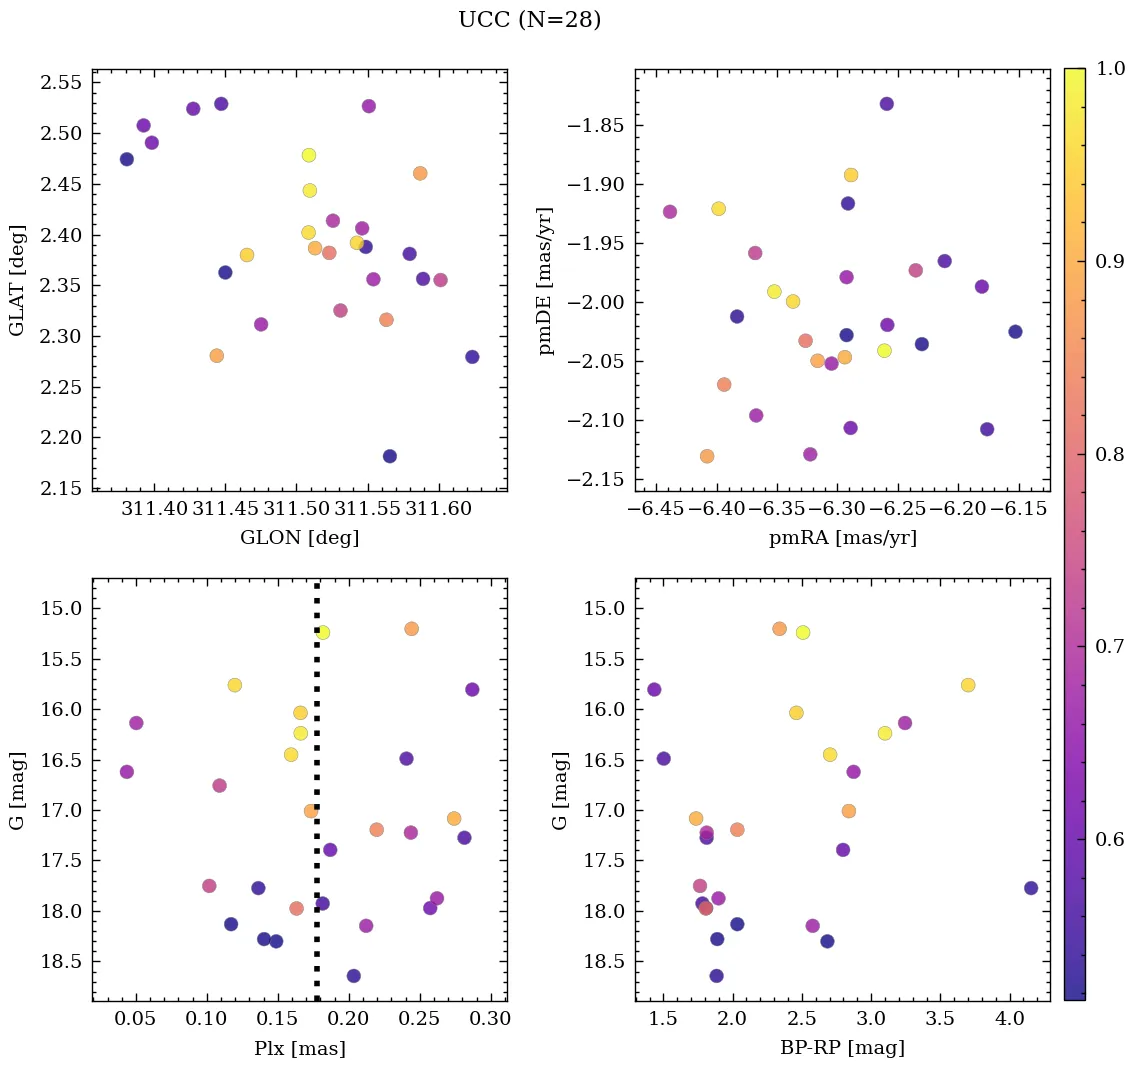 UCC (N=28)
2.55
2.50
2.45
2.40
2.35
2.30
2.25
2.20
2.15
GLAT [deg]
311.40 311.45 311.50 311.55 311.60
GLON [deg]
−1.85
−1.90
−1.95
−2.00
−2.05
−2.10
−2.15
pmDE [mas/yr]
−6.45 −6.40 −6.35 −6.30 −6.25 −6.20 −6.15
pmRA [mas/yr]
1.0
0.9
0.8
0.7
0.6
15.0
15.5
16.0
16.5
17.0
17.5
18.0
18.5
G [mag]
0.05 0.10 0.15 0.20 0.25 0.30
Plx [mas]
15.0
15.5
16.0
16.5
17.0
17.5
18.0
18.5
G [mag]
1.5 2.0 2.5 3.0 3.5 4.0
BP-RP [mag]